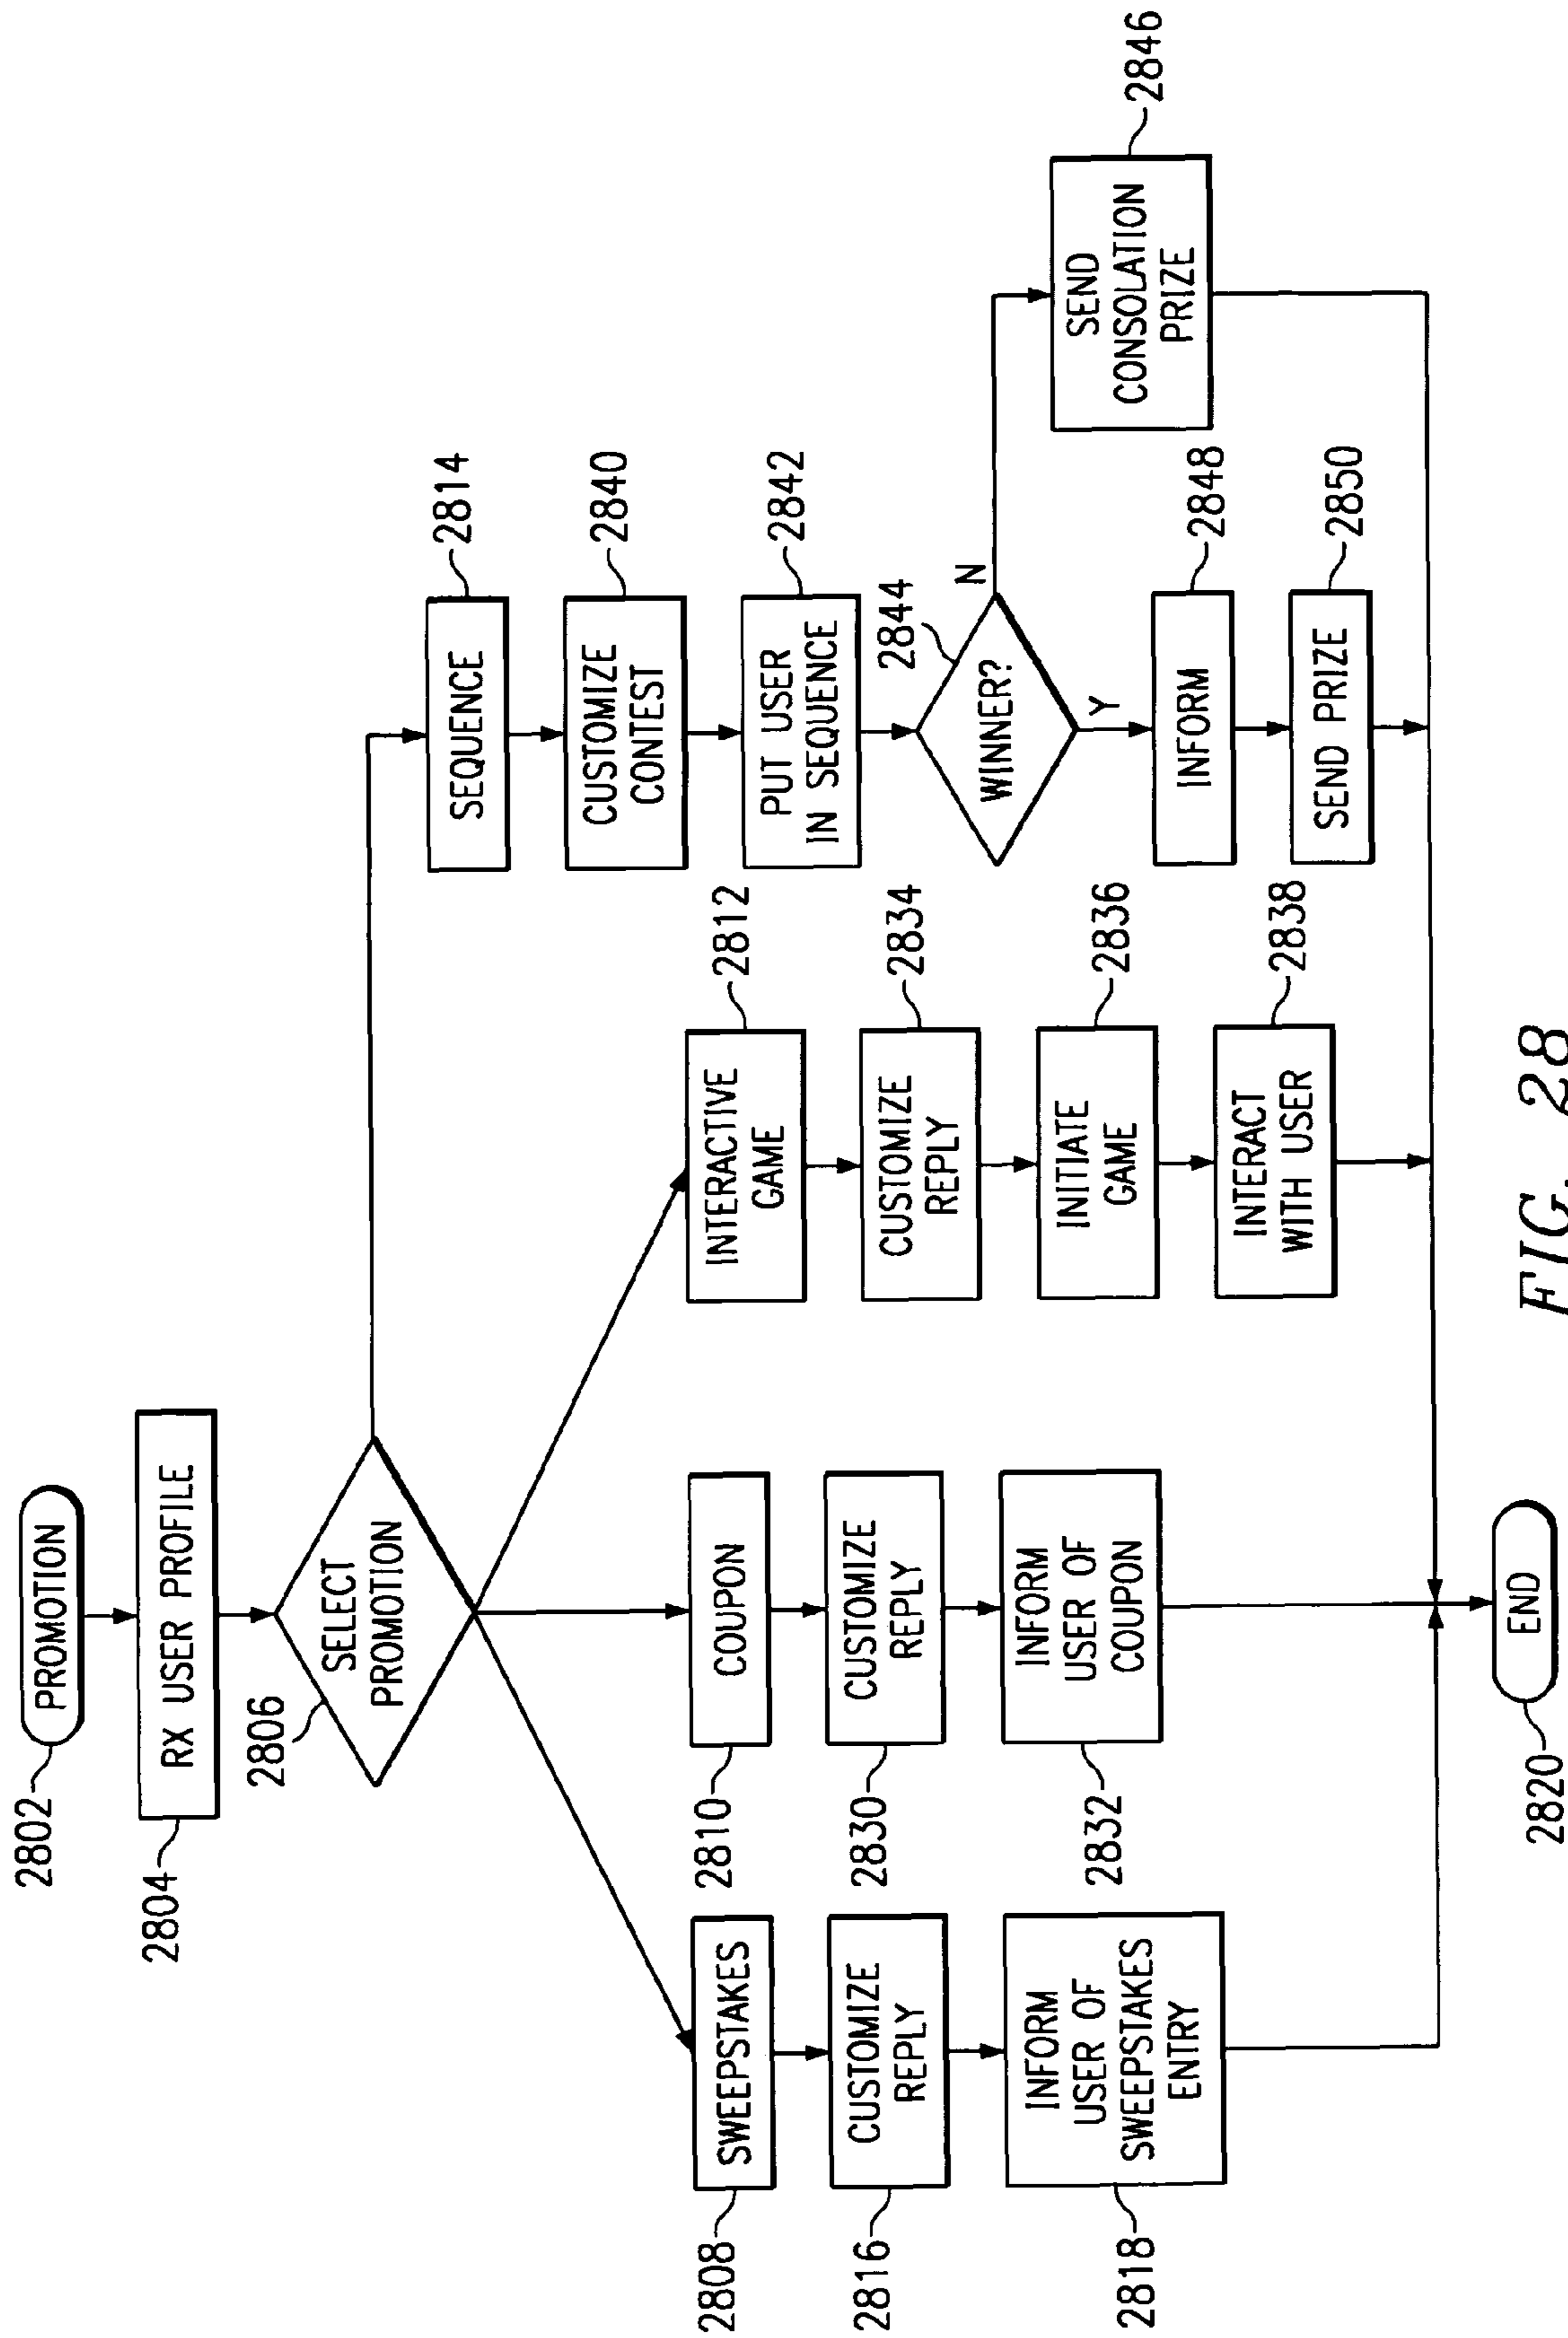 2802
PROMOTION
2804
RX USER PROFILE
2806
SELECT
PROMOTION
2808
SWEEPSTAKES
2816
CUSTOMIZE
REPLY
2818
INFORM
USER OF
SWEEPSTAKES
ENTRY
2810
COUPON
2830
CUSTOMIZE
REPLY
2832
INFORM
USER OF
COUPON
INTERACTIVE
GAME
2812
CUSTOMIZE
REPLY
2834
INITIATE
GAME
2836
INTERACT
WITH USER
2838
SEQUENCE
2814
CUSTOMIZE
CONTEST
2840
PUT USER
IN SEQUENCE
2842
WINNER?
2844
N
Y
SEND
CONSOLATION
PRIZE
2846
INFORM
2848
SEND PRIZE
2850
2820
END
FIG. 28